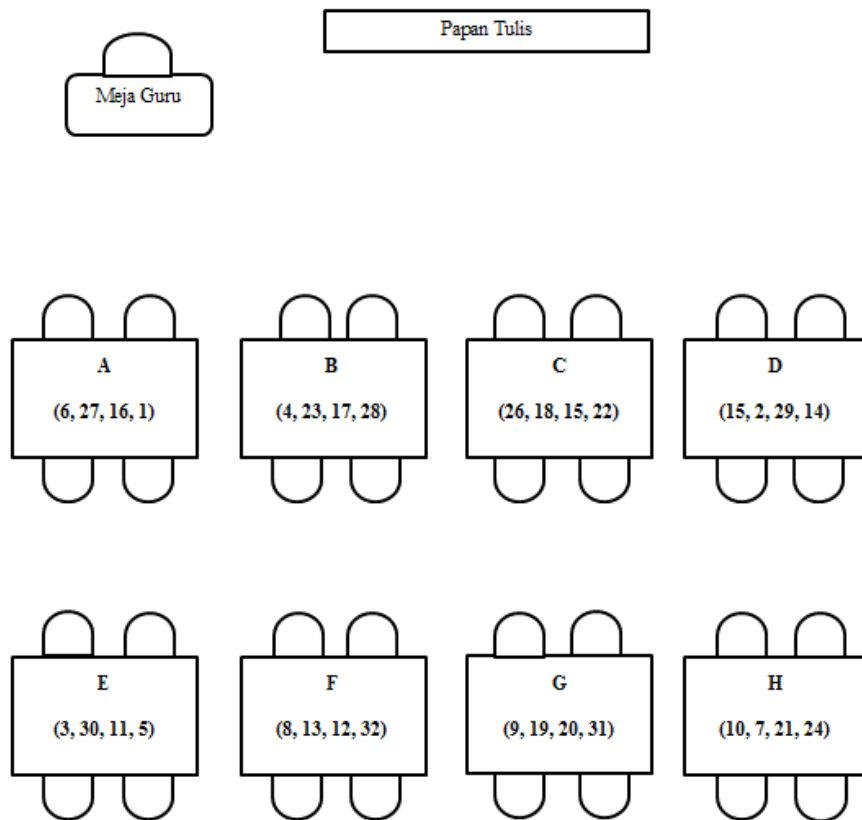 Papan Tulis
Meja Guru
A
(6, 27, 16, 1)
B
(4, 23, 17, 28)
C
(26, 18, 15, 22)
D
(15, 2, 29, 14)
E
(3, 30, 11, 5)
F
(8, 13, 12, 32)
G
(9, 19, 20, 31)
H
(10, 7, 21, 24)